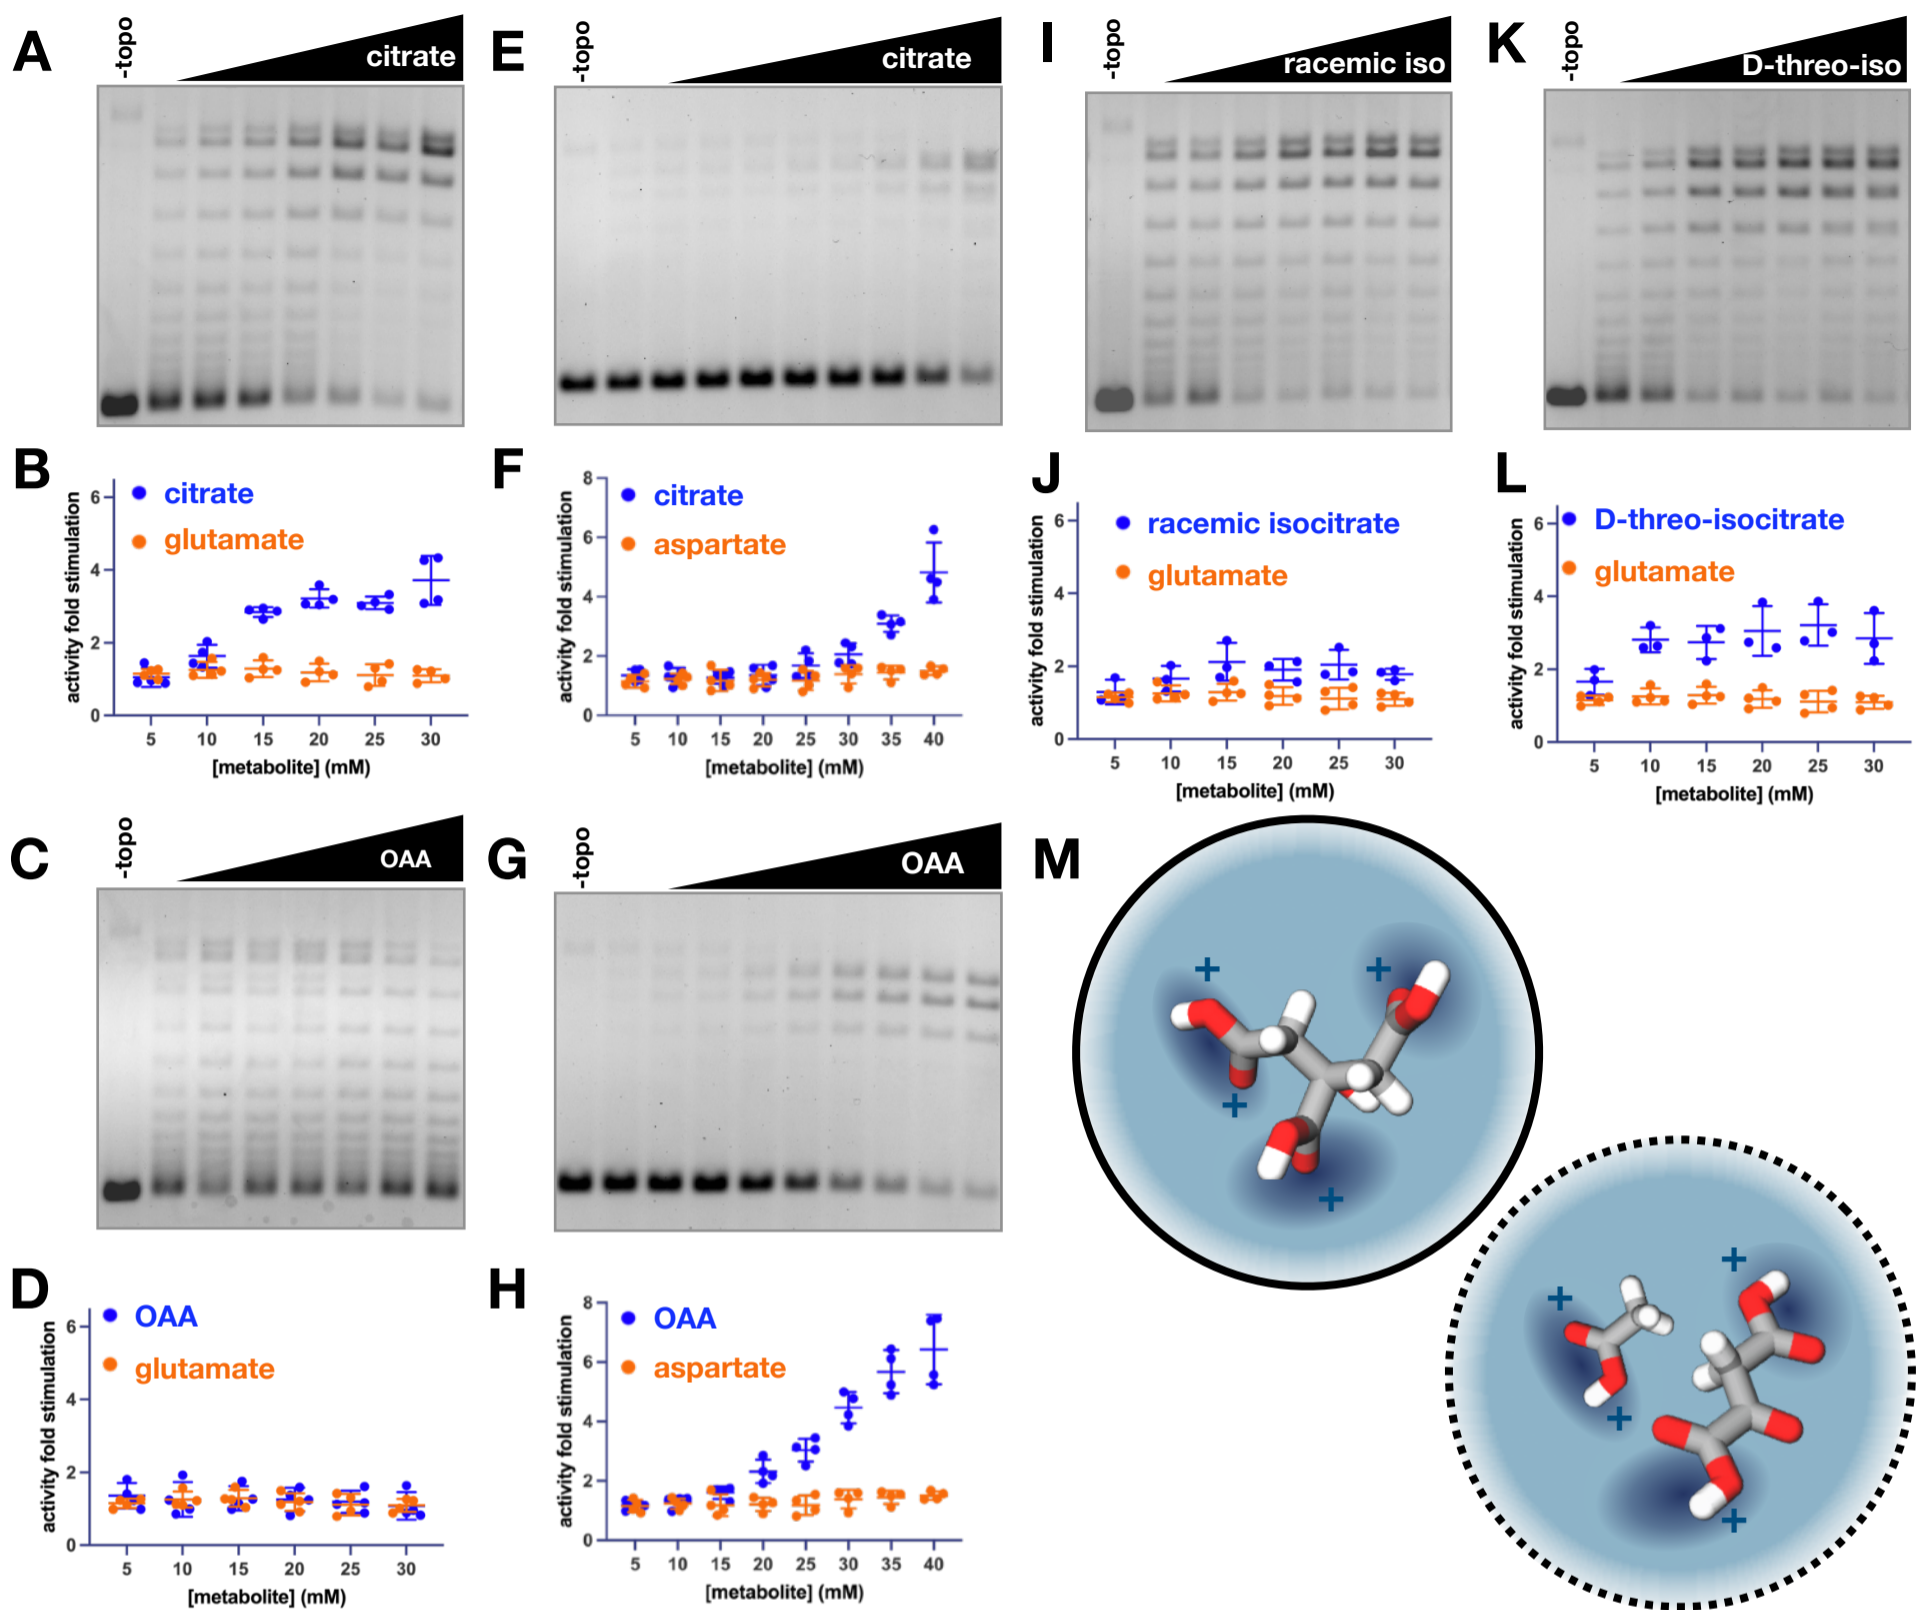 A
-topo
citrate
B
activity fold stimulation
6
4
2
0
citrate
glutamate
5 10 15 20 25 30
[metabolite] (mM)
C
-topo
OAA
D
activity fold stimulation
6
4
2
0
OAA
glutamate
5 10 15 20 25 30
[metabolite] (mM)
E
-topo
citrate
F
activity fold stimulation
8
6
4
2
0
citrate
aspartate
5 10 15 20 25 30 35 40
[metabolite] (mM)
G
-topo
OAA
H
activity fold stimulation
8
6
4
2
0
OAA
aspartate
5 10 15 20 25 30 35 40
[metabolite] (mM)
I
-topo
racemic iso
J
activity fold stimulation
6
4
2
0
racemic isocitrate
glutamate
5 10 15 20 25 30
[metabolite] (mM)
K
-topo
D-threo-iso
L
activity fold stimulation
6
4
2
0
D-threo-isocitrate
glutamate
5 10 15 20 25 30
[metabolite] (mM)
M
+ +
+
+
+
+
+
+